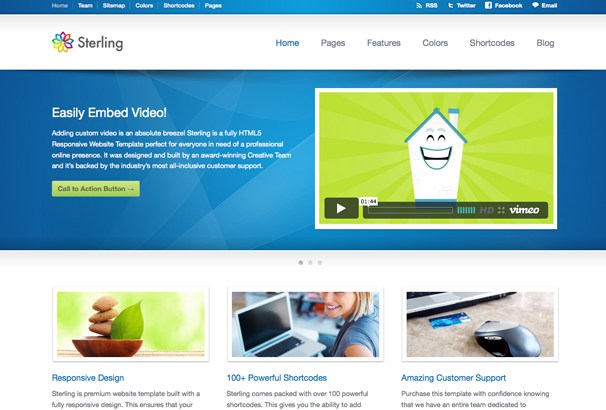 Home Team Sitemap Colors Shortcodes Pages RSS Twitter Facebook Email
Sterling
Home Pages Features Colors Shortcodes Blog
Easily Embed Video!
Adding custom video is an absolute breeze! Sterling is a fully HTML5
Responsive Website Template perfect for everyone in need of a professional
online presence. It was designed and built by an award-winning Creative Team
and it's backed by the industry's most all-inclusive customer support.
Call to Action Button →
01:44
HD vimeo
Responsive Design
Sterling is premium website template built with a
fully responsive design. This ensures that your
100+ Powerful Shortcodes
Sterling comes packed with over 100 powerful
shortcodes. This gives you the ability to add
Amazing Customer Support
Purchase this template with confidence knowing
that we have an entire team dedicated to